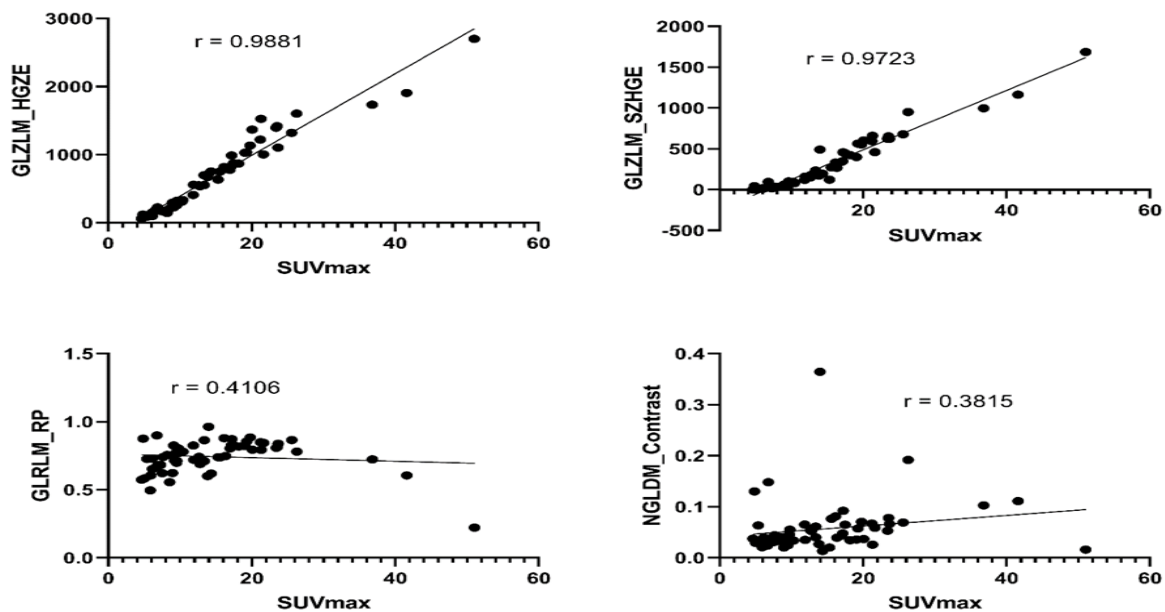 GLZLM_HGZE
3000
2000
1000
0
r = 0.9881
0 20 40 60
SUVmax
GLZLM_SZHGE
2000
1500
1000
500
0
-500
r = 0.9723
20 40 60
SUVmax
GLRLM_RP
1.5
1.0
0.5
0.0
r = 0.4106
0 20 40 60
SUVmax
NGLDM_Contrast
0.4
0.3
0.2
0.1
0.0
r = 0.3815
0 20 40 60
SUVmax